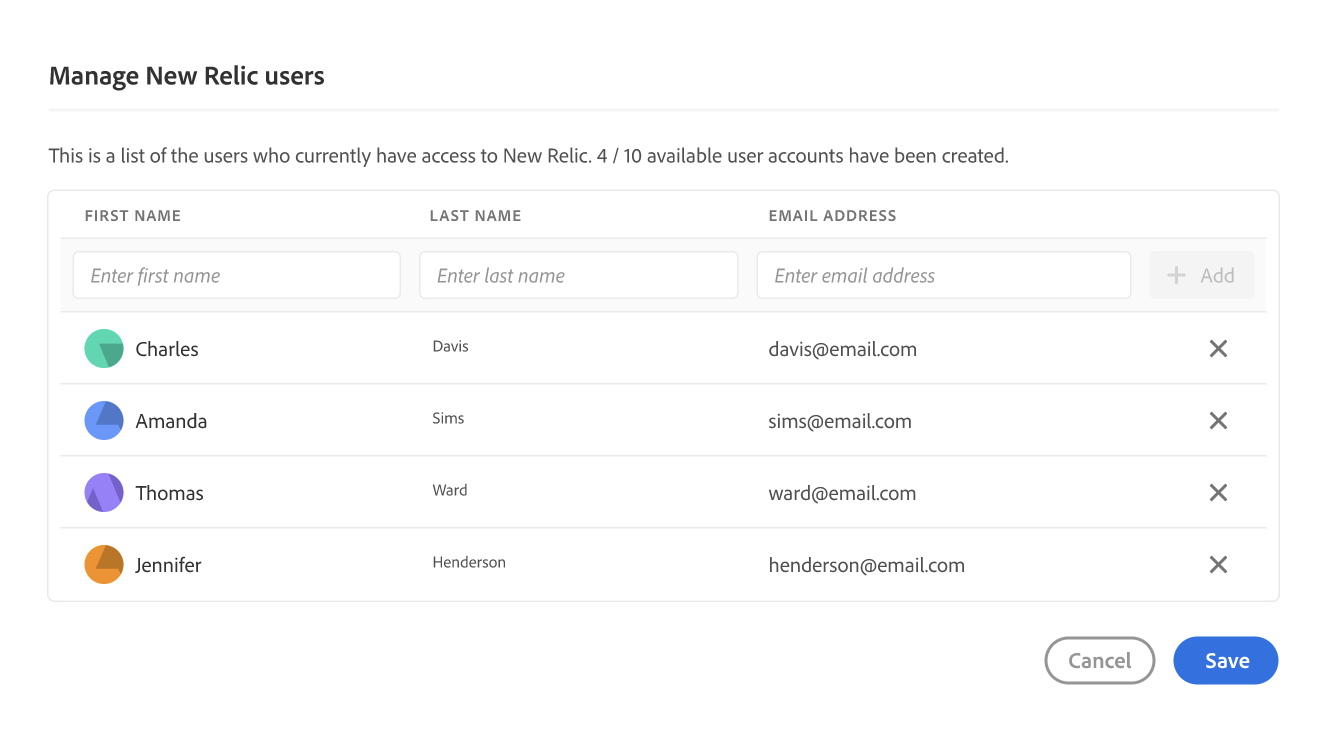 Manage New Relic users
This is a list of the users who currently have access to New Relic. 4 / 10 available user accounts have been created.
FIRST NAME LAST NAME EMAIL ADDRESS
Enter first name Enter last name Enter email address + Add
Charles Davis davis@email.com
Amanda Sims sims@email.com
Thomas Ward ward@email.com
Jennifer Henderson henderson@email.com
Cancel Save